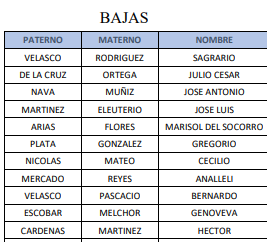 BAJAS
PATERNO MATERNO NOMBRE
VELASCO RODRIGUEZ SAGRARIO
DE LA CRUZ ORTEGA JULIO CESAR
NAVA MUÑIZ JOSE ANTONIO
MARTINEZ ELEUTERIO JOSE LUIS
ARIAS FLORES MARISOL DEL SOCORRO
PLATA GONZALEZ GREGORIO
NICOLAS MATEO CECILIO
MERCADO REYES ANALLELI
VELASCO PASCACIO BERNARDO
ESCOBAR MELCHOR GENOVEVA
CARDENAS MARTINEZ HECTOR